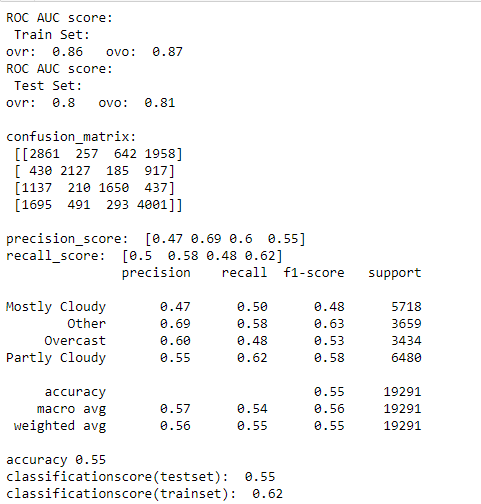 ROC AUC score:
Train Set:
ovr:  0.86   ovo:  0.87
ROC AUC score:
Test Set:
ovr:  0.8   ovo:  0.81
confusion_matrix:
[[2861  257  642 1958]
[ 430 2127  185  917]
[1137  210 1650  437]
[1695  491  293 4001]]
precision_score:  [0.47 0.69 0.6  0.55]
recall_score:  [0.5  0.58 0.48 0.62]
precision    recall  f1-score   support
Mostly Cloudy       0.47      0.50      0.48      5718
Other       0.69      0.58      0.63      3659
Overcast       0.60      0.48      0.53      3434
Partly Cloudy       0.55      0.62      0.58      6480
accuracy                           0.55     19291
macro avg       0.57      0.54      0.56     19291
weighted avg       0.56      0.55      0.55     19291
accuracy 0.55
classificationscore(testset):  0.55
classificationscore(trainset):  0.62